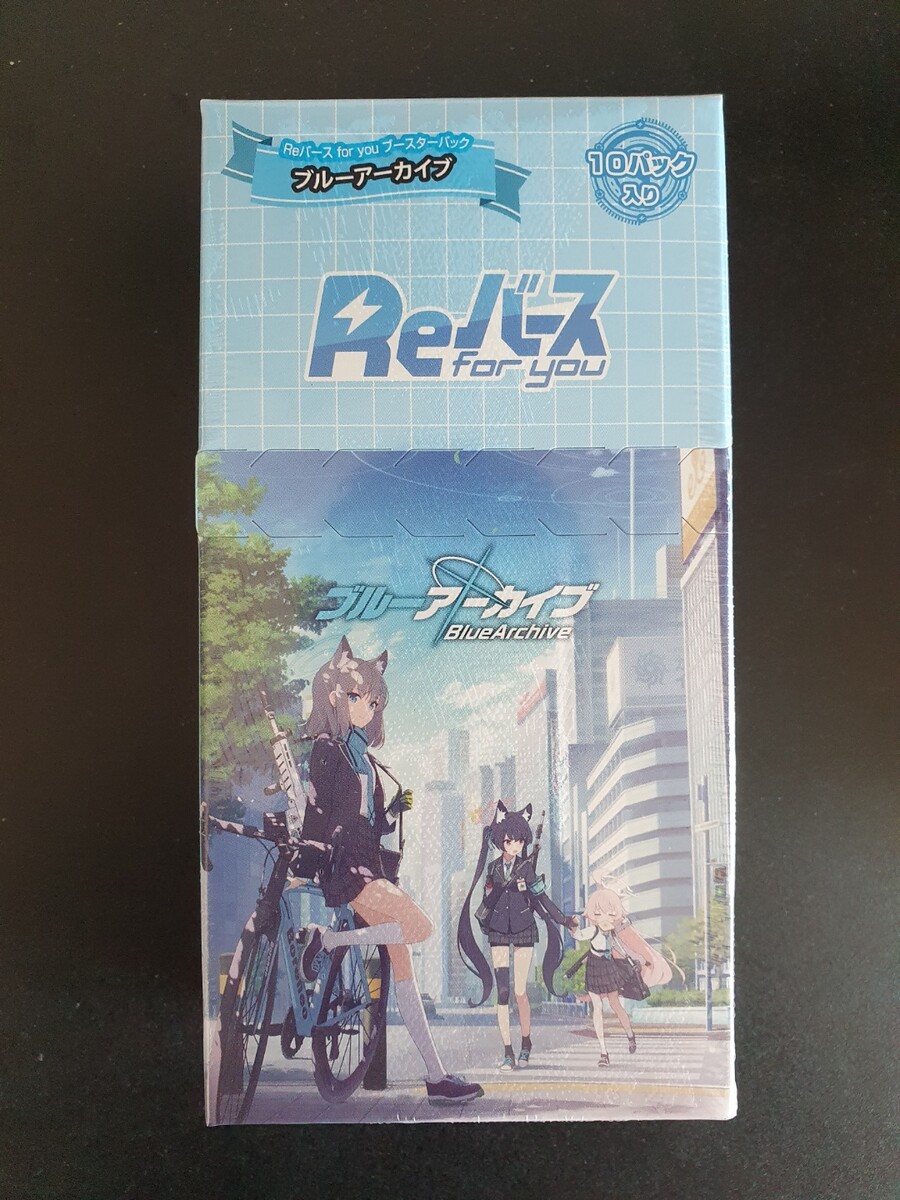 Reバース for you ブースターパック
ブルーアーカイブ
10パック
入り
Reバース
for you
ブルーアーカイブ
BlueArchive